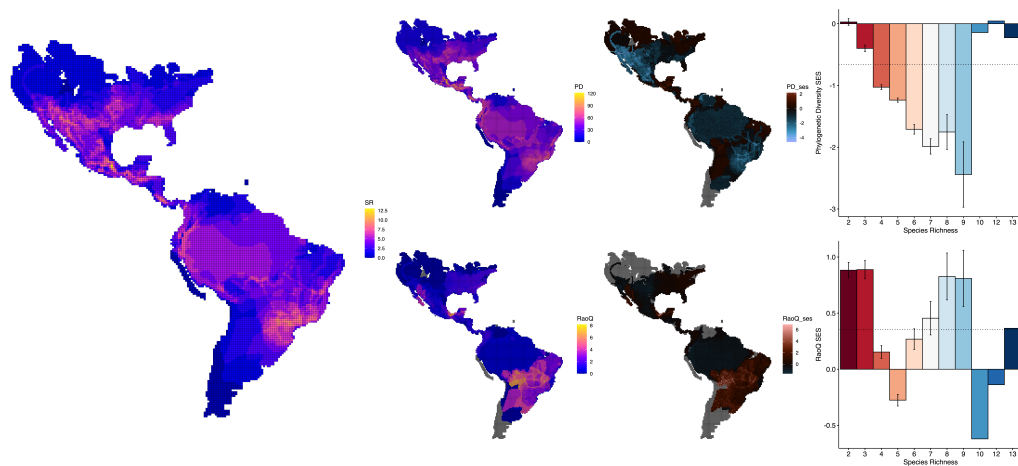 SR
12.5
10.0
7.5
5.0
2.5
0.0
PD
120
90
60
30
0
PD_ses
2
0
-2
-4
Phylogenetic Diversity SES
0
-1
-2
-3
2 3 4 5 6 7 8 9 10 12 13
Species Richness
RaoQ
8
6
4
2
0
RaoQ_ses
6
4
2
0
RaoQ SES
1.0
0.5
0.0
-0.5
2 3 4 5 6 7 8 9 10 12 13
Species Richness